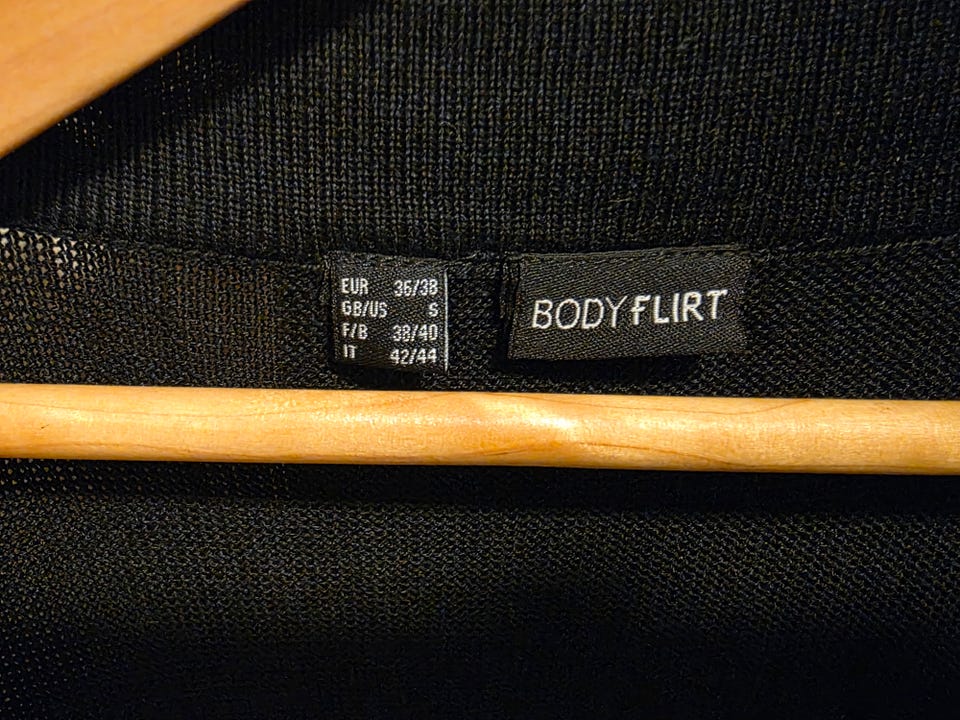 EUR 36/38
GB/US S
F/B 38/40
IT 42/44
BODYFLIRT